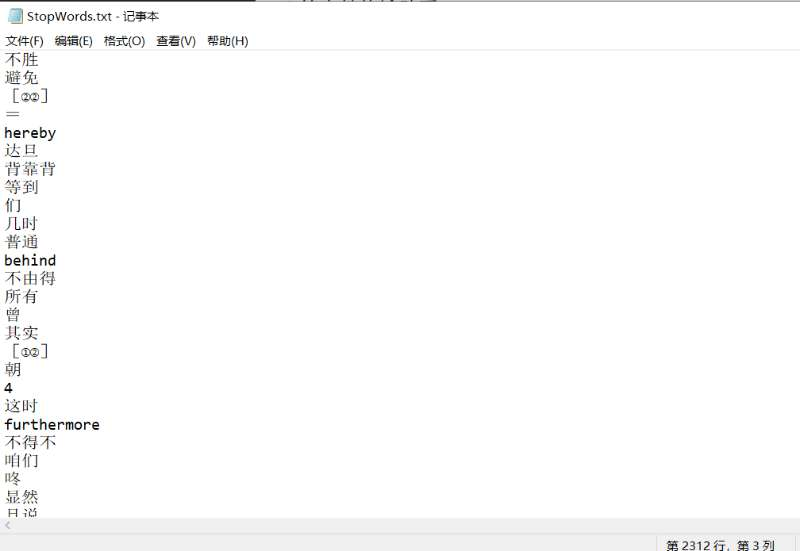 StopWords.txt - 记事本
文件(F) 编辑(E) 格式(O) 查看(V) 帮助(H)
不胜
避免
［②②］
＝
hereby
达旦
背靠背
等到
们
几时
普通
behind
不由得
所有
曾
其实
［①②］
朝
4
这时
furthermore
不得不
咱们
咚
显然
第 2312 行，第 3 列